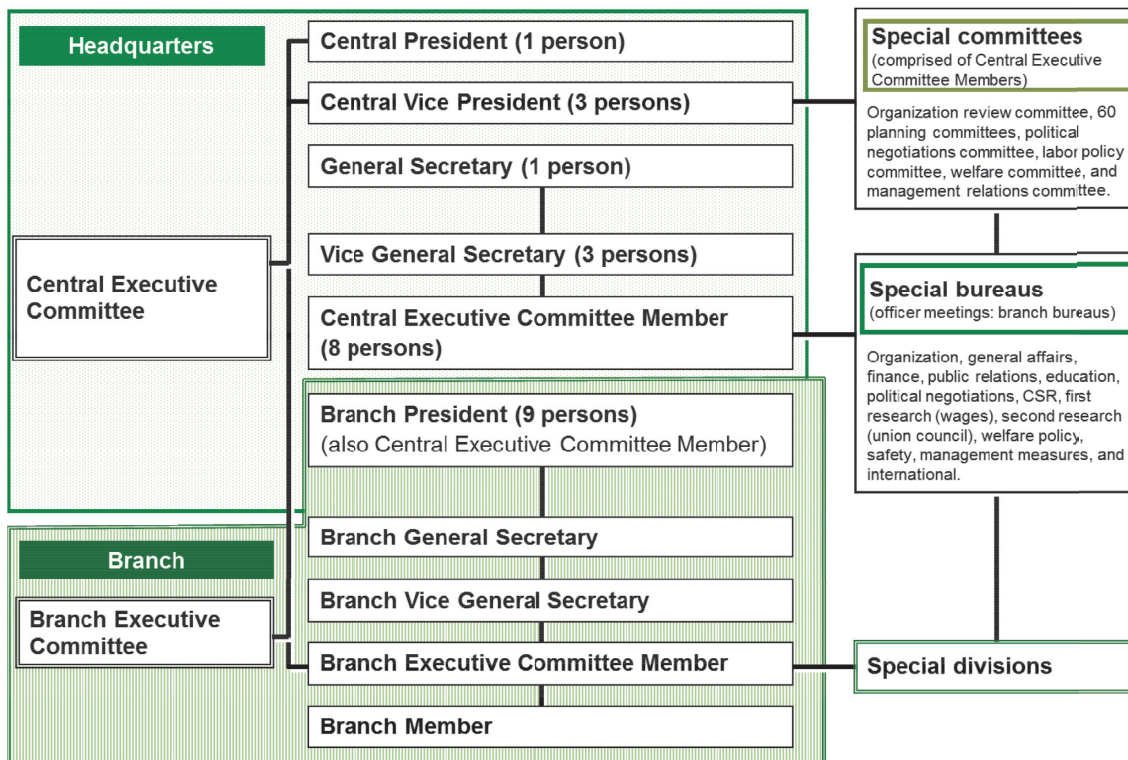 Headquarters
Central President (1 person)
Central Vice President (3 persons)
General Secretary (1 person)
Central Executive
Committee
Vice General Secretary (3 persons)
Central Executive Committee Member
(8 persons)
Branch President (9 persons)
(also Central Executive Committee Member)
Branch
Branch Executive
Committee
Branch General Secretary
Branch Vice General Secretary
Branch Executive Committee Member
Branch Member
Special committees
(comprised of Central Executive
Committee Members)
Organization review committee, 60
planning committees, political
negotiations committee, labor policy
committee, welfare committee, and
management relations committee.
Special bureaus
(officer meetings: branch bureaus)
Organization, general affairs,
finance, public relations, education,
political negotiations, CSR, first
research (wages), second research
(union council), welfare policy,
safety, management measures, and
international.
Special divisions